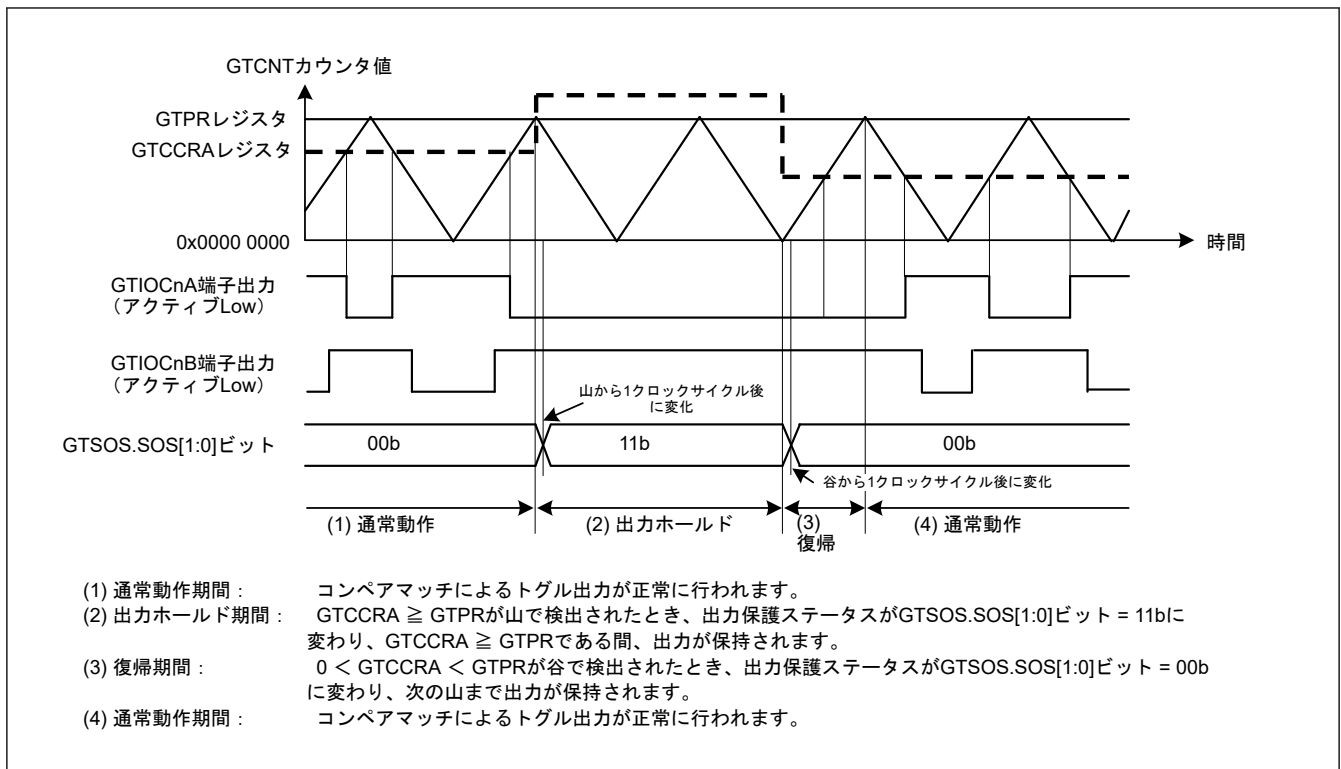 GTCNTカウンタ値
GTPRレジスタ
GTCCRAレジスタ
0x0000 0000
時間
GTIOCnA端子出力
（アクティブLow）
GTIOCnB端子出力
（アクティブLow）
山から1クロックサイクル後
に変化
GTSOS.SOS[1:0]ビット
00b
11b
00b
谷から1クロックサイクル後に変化
(1) 通常動作
(2) 出力ホールド
(3)
復帰
(4) 通常動作
(1) 通常動作期間： コンペアマッチによるトグル出力が正常に行われます。
(2) 出力ホールド期間： GTCCRA ≧ GTPRが山で検出されたとき、出力保護ステータスがGTSOS.SOS[1:0]ビット = 11bに
変わり、GTCCRA ≧ GTPRである間、出力が保持されます。
(3) 復帰期間： 0 < GTCCRA < GTPRが谷で検出されたとき、出力保護ステータスがGTSOS.SOS[1:0]ビット = 00b
に変わり、次の山まで出力が保持されます。
(4) 通常動作期間： コンペアマッチによるトグル出力が正常に行われます。